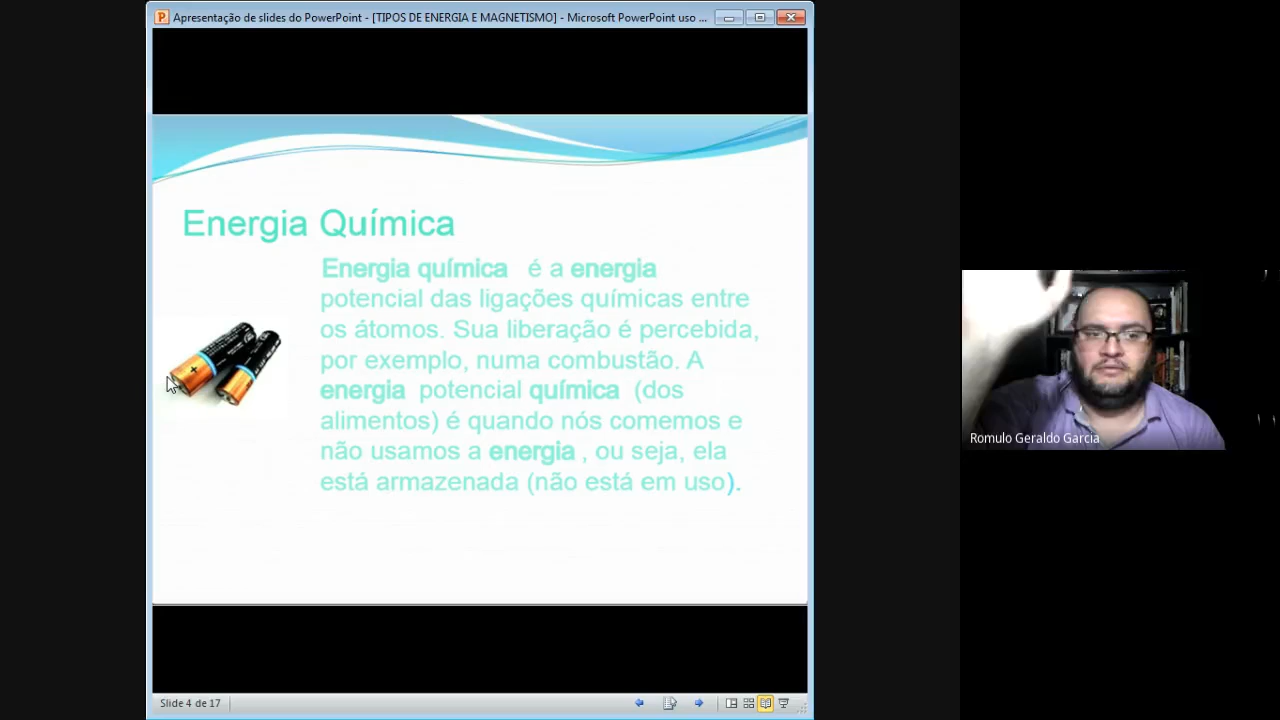 Apresentação de slides do PowerPoint - [TIPOS DE ENERGIA E MAGNETISMO] - Microsoft PowerPoint uso ...
Energia Química
Energia química é a energia
potencial das ligações químicas entre
os átomos. Sua liberação é percebida,
por exemplo, numa combustão. A
energia potencial química (dos
alimentos) é quando nós comemos e
não usamos a energia , ou seja, ela
está armazenada (não está em uso).
Romulo Geraldo Garcia
Slide 4 de 17